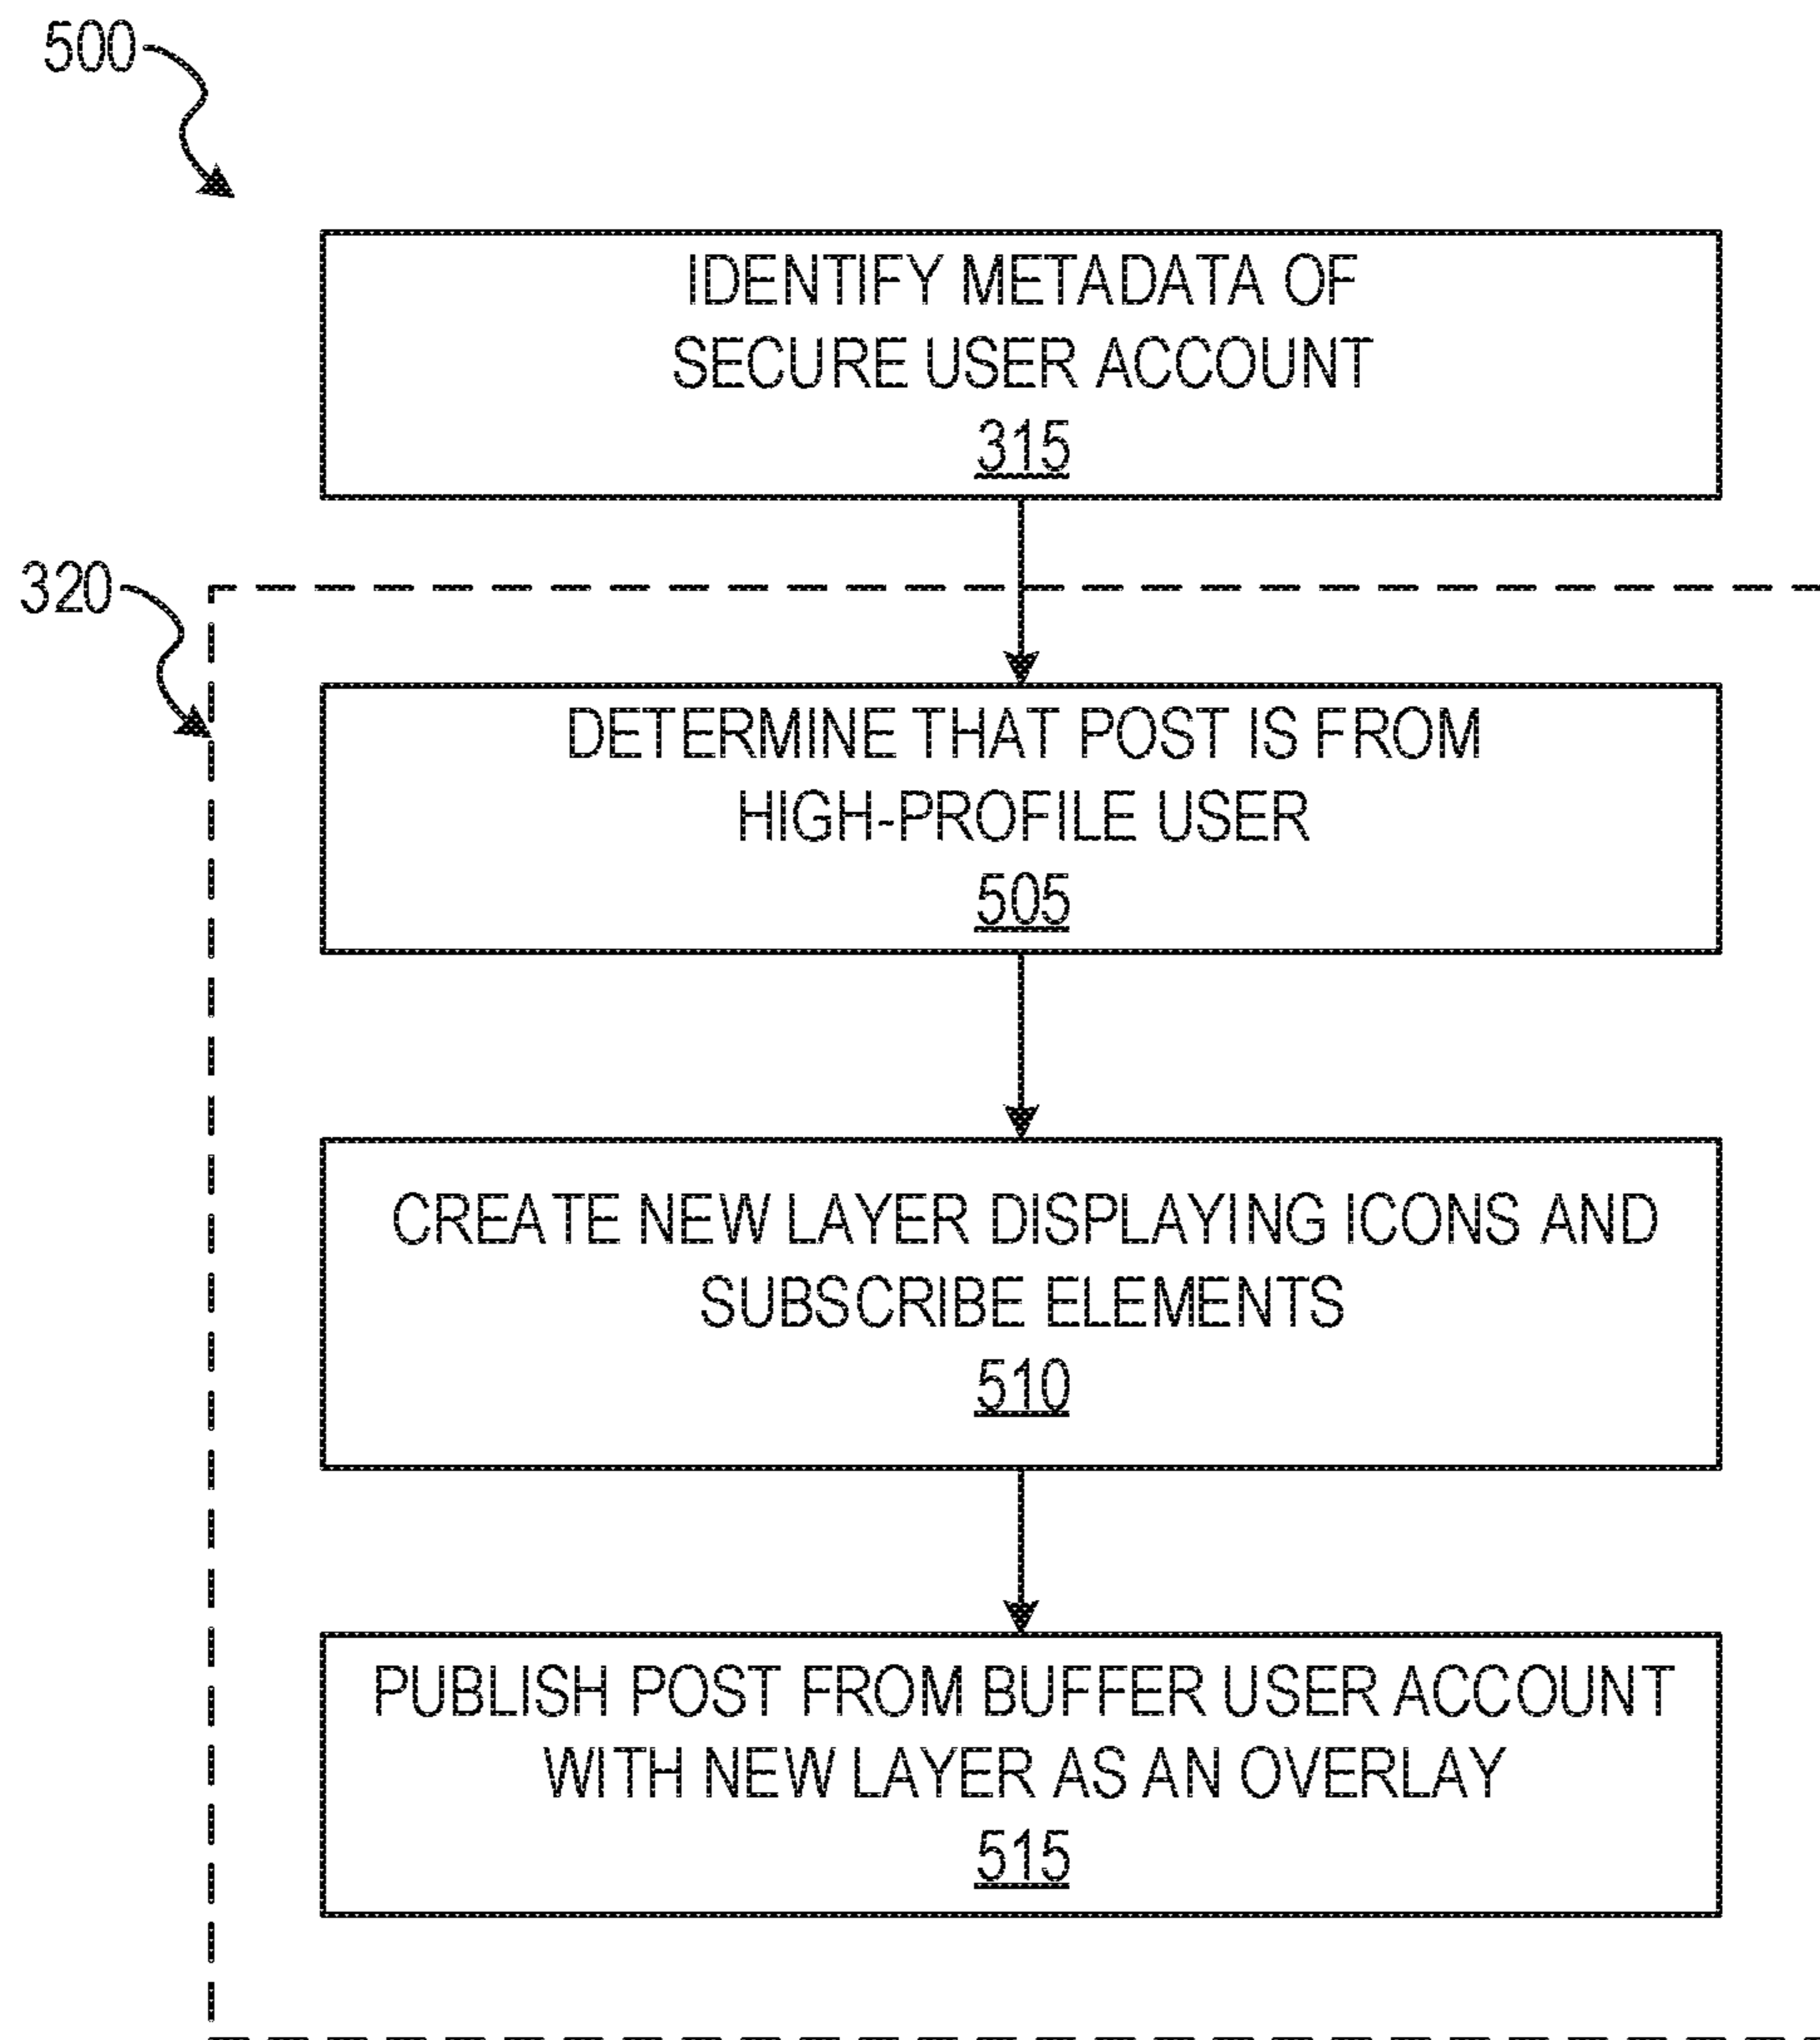 500
IDENTIFY METADATA OF
SECURE USER ACCOUNT
315
320
DETERMINE THAT POST IS FROM
HIGH-PROFILE USER
505
CREATE NEW LAYER DISPLAYING ICONS AND
SUBSCRIBE ELEMENTS
510
PUBLISH POST FROM BUFFER USER ACCOUNT
WITH NEW LAYER AS AN OVERLAY
515